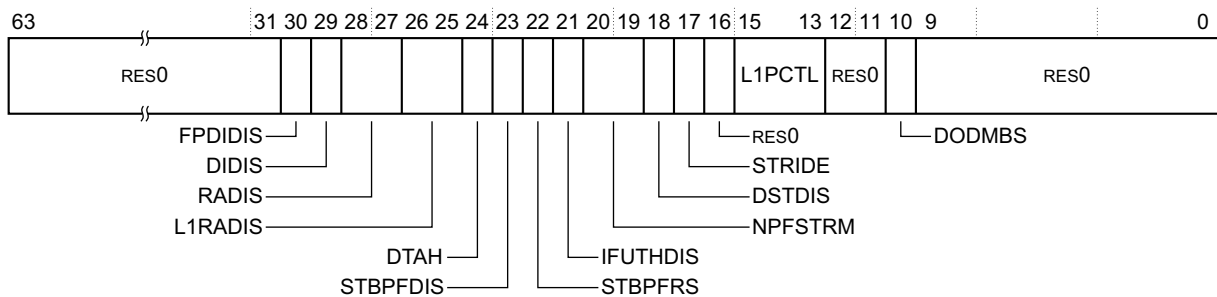 63 31 30 29 28 27 26 25 24 23 22 21 20 19 18 17 16 15 13 12 11 10 9 0
RES0 L1PCTL RES0 RES0
FPDIDIS RES0 DODMBS
DIDIS STRIDE
RADIS DSTDIS
L1RADIS NPFSTRM
DTAH IFUTHDIS
STBPFDIS STBPFRS